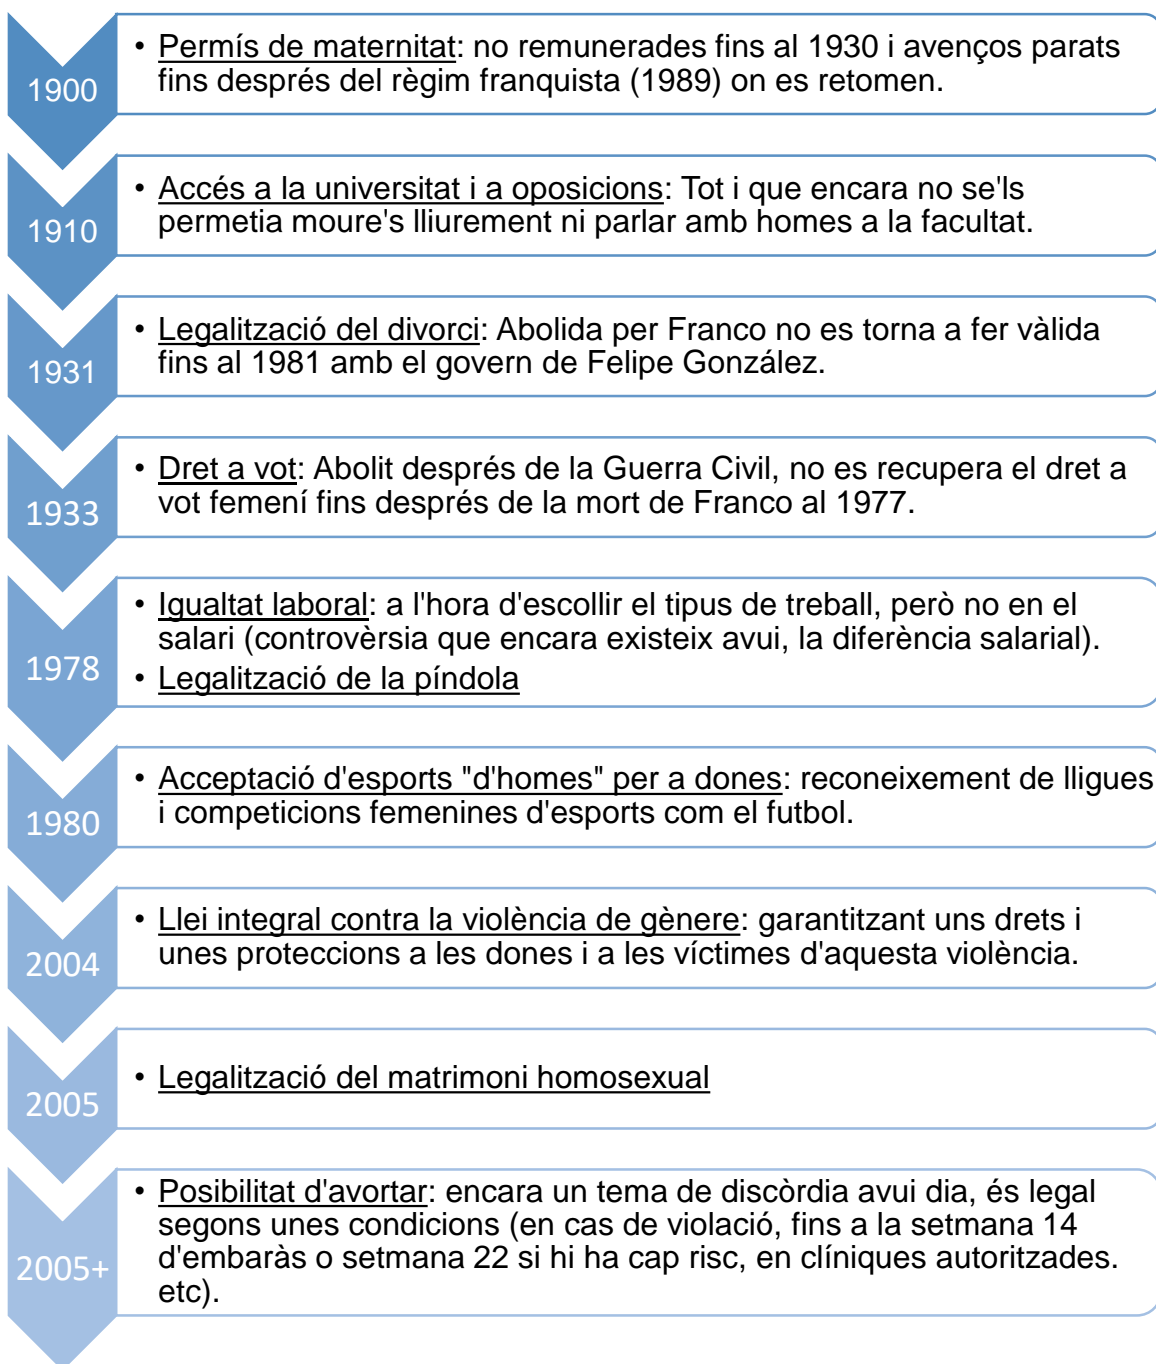 1900
• Permís de maternitat: no remunerades fins al 1930 i avenços parats
fins després del règim franquista (1989) on es retomen.
1910
• Accés a la universitat i a oposicions: Tot i que encara no se'ls
permetia moure's lliurement ni parlar amb homes a la facultat.
1931
• Legalització del divorci: Abolida per Franco no es torna a fer vàlida
fins al 1981 amb el govern de Felipe González.
1933
• Dret a vot: Abolit després de la Guerra Civil, no es recupera el dret a
vot femení fins després de la mort de Franco al 1977.
1978
• Igualtat laboral: a l'hora d'escollir el tipus de treball, però no en el
salari (controvèrsia que encara existeix avui, la diferència salarial).
• Legalització de la píndola
1980
• Acceptació d'esports "d'homes" per a dones: reconeixement de lligues
i competicions femenines d'esports com el futbol.
2004
• Llei integral contra la violència de gènere: garantitzant uns drets i
unes proteccions a les dones i a les víctimes d'aquesta violència.
2005
• Legalització del matrimoni homosexual
2005+
• Posibilitat d'avortar: encara un tema de discòrdia avui dia, és legal
segons unes condicions (en cas de violació, fins a la setmana 14
d'embaràs o setmana 22 si hi ha cap risc, en clíniques autoritzades.
etc).